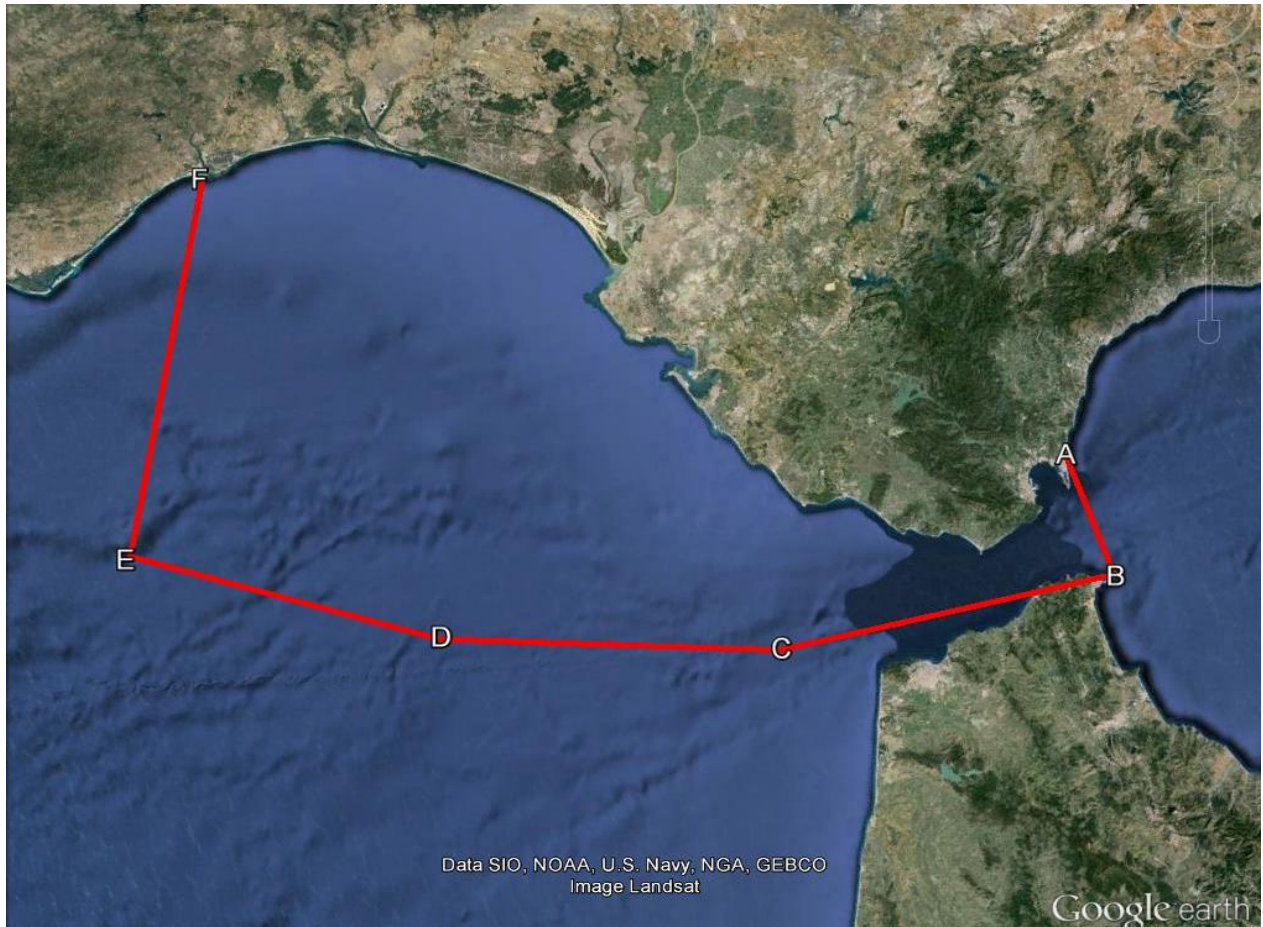 F
A
B
E
D
C
Data SIO, NOAA, U.S. Navy, NGA, GEBCO
Image Landsat
Google earth